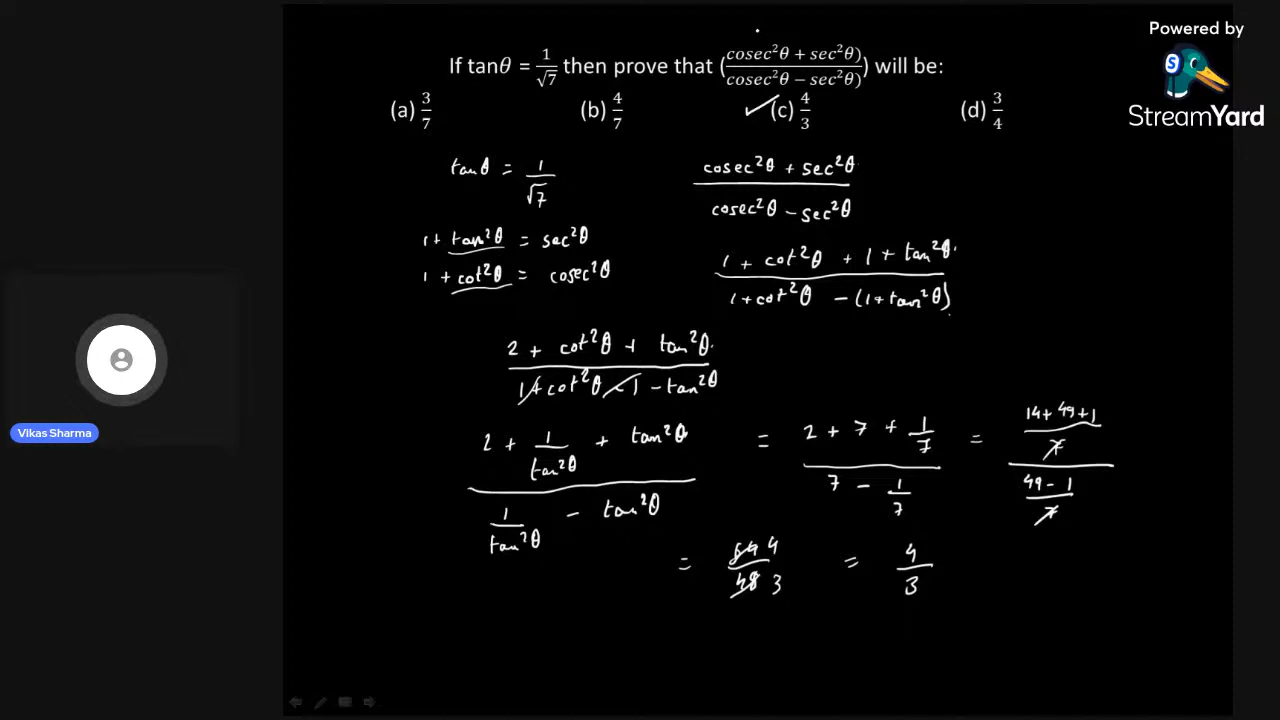 Powered by
StreamYard
If tanθ = 1/√7 then prove that (cosec²θ + sec²θ)/(cosec²θ − sec²θ)) will be:
(a) 3/7 (b) 4/7 ✓(c) 4/3 (d) 3/4
tanθ = 1/√7
1 + tan²θ = sec²θ
1 + cot²θ = cosec²θ
cosec²θ + sec²θ
cosec²θ − sec²θ
1 + cot²θ + 1 + tan²θ
1 + cot²θ − (1 + tan²θ)
2 + cot²θ + tan²θ
1 + cot²θ − 1 − tan²θ
2 + 1/tan²θ + tan²θ
1/tan²θ − tan²θ
= 2 + 7 + 1/7
7 − 1/7
= 14 + 49 + 1/7
49 − 1/7
= 64 4
48 3
= 4/3
Vikas Sharma